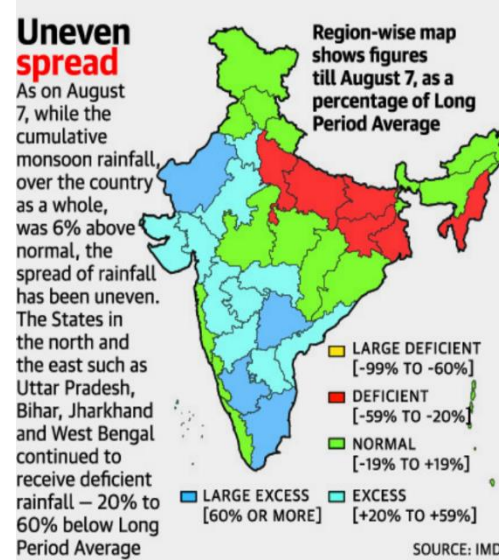 Uneven
spread
As on August
7, while the
cumulative
monsoon rainfall,
over the country
as a whole,
was 6% above
normal, the
spread of rainfall
has been uneven.
The States in
the north and
the east such as
Uttar Pradesh,
Bihar, Jharkhand
and West Bengal
continued to
receive deficient
rainfall — 20% to
60% below Long
Period Average
Region-wise map
shows figures
till August 7, as a
percentage of Long
Period Average
LARGE DEFICIENT
[-99% TO -60%]
DEFICIENT
[-59% TO -20%]
NORMAL
[-19% TO +19%]
LARGE EXCESS
[60% OR MORE]
EXCESS
[+20% TO +59%]
SOURCE: IMD